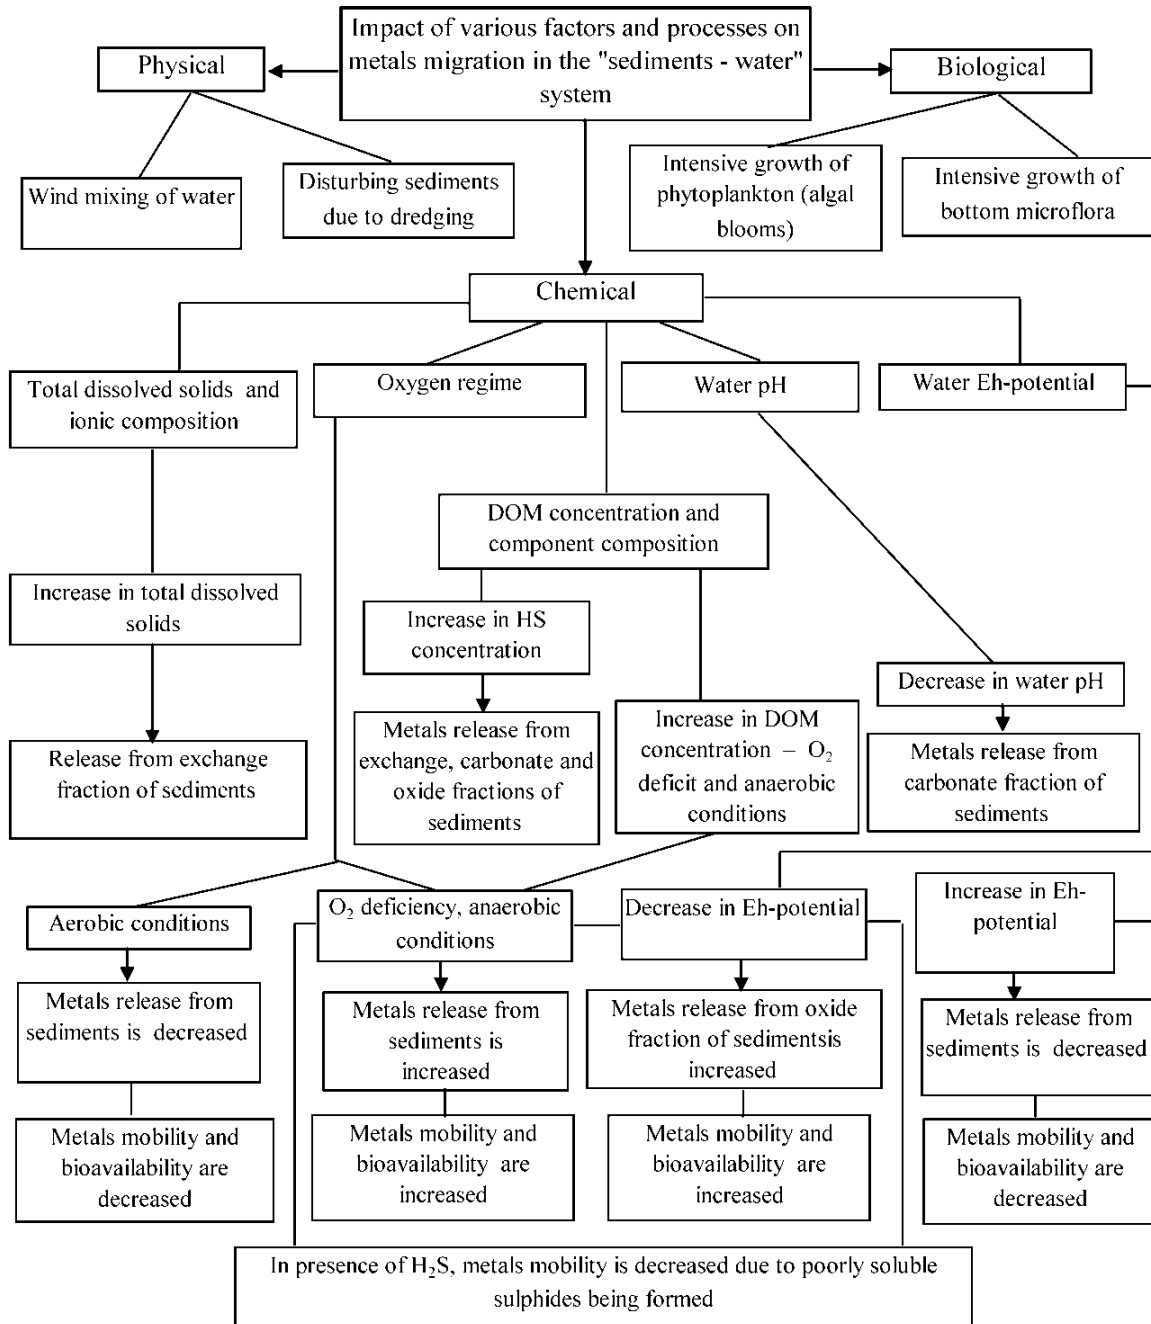 Impact of various factors and processes on
metals migration in the "sediments - water"
system
Physical
Biological
Wind mixing of water
Disturbing sediments
due to dredging
Intensive growth of
phytoplankton (algal
blooms)
Intensive growth of
bottom microflora
Chemical
Total dissolved solids and
ionic composition
Oxygen regime
Water pH
Water Eh-potential
DOM concentration and
component composition
Increase in total dissolved
solids
Increase in HS
concentration
Decrease in water pH
Release from exchange
fraction of sediments
Metals release from
exchange, carbonate and
oxide fractions of
sediments
Increase in DOM
concentration – O₂
deficit and anaerobic
conditions
Metals release from
carbonate fraction of
sediments
Aerobic conditions
O₂ deficiency, anaerobic
conditions
Decrease in Eh-potential
Increase in Eh-
potential
Metals release from
sediments is decreased
Metals release from
sediments is
increased
Metals release from oxide
fraction of sedimentsis
increased
Metals release from
sediments is decreased
Metals mobility and
bioavailability are
decreased
Metals mobility and
bioavailability are
increased
Metals mobility and
bioavailability are
increased
Metals mobility and
bioavailability are
decreased
In presence of H₂S, metals mobility is decreased due to poorly soluble
sulphides being formed